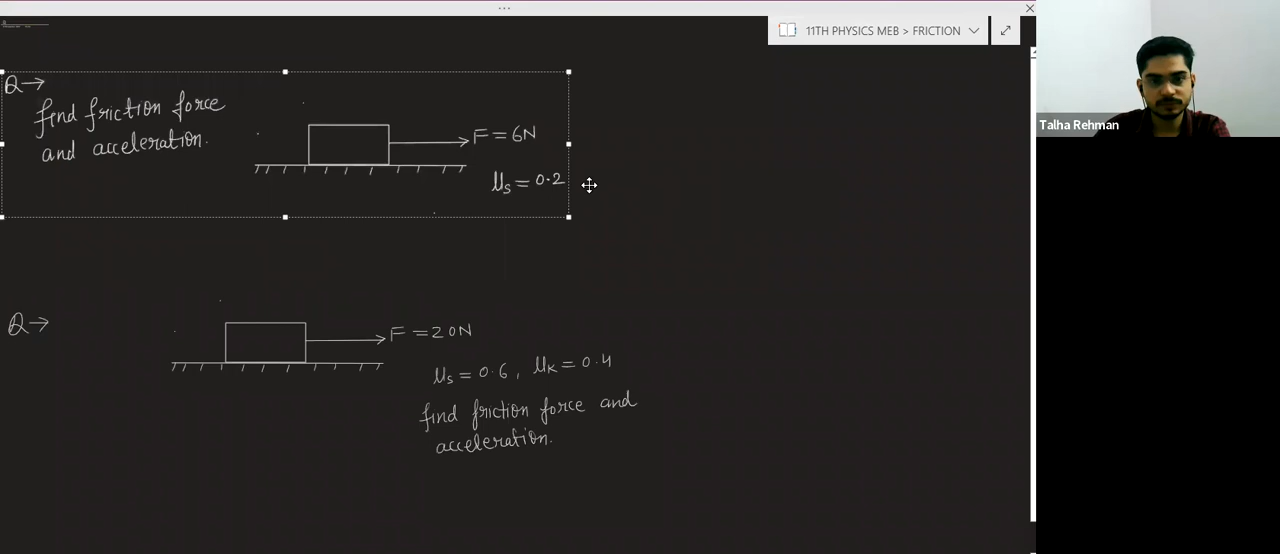 11TH PHYSICS MEB > FRICTION
Talha Rehman
Q→
find friction force
and acceleration.
F = 6N
μs = 0.2
Q→
F = 20N
μs = 0.6, μK = 0.4
find friction force and
acceleration.